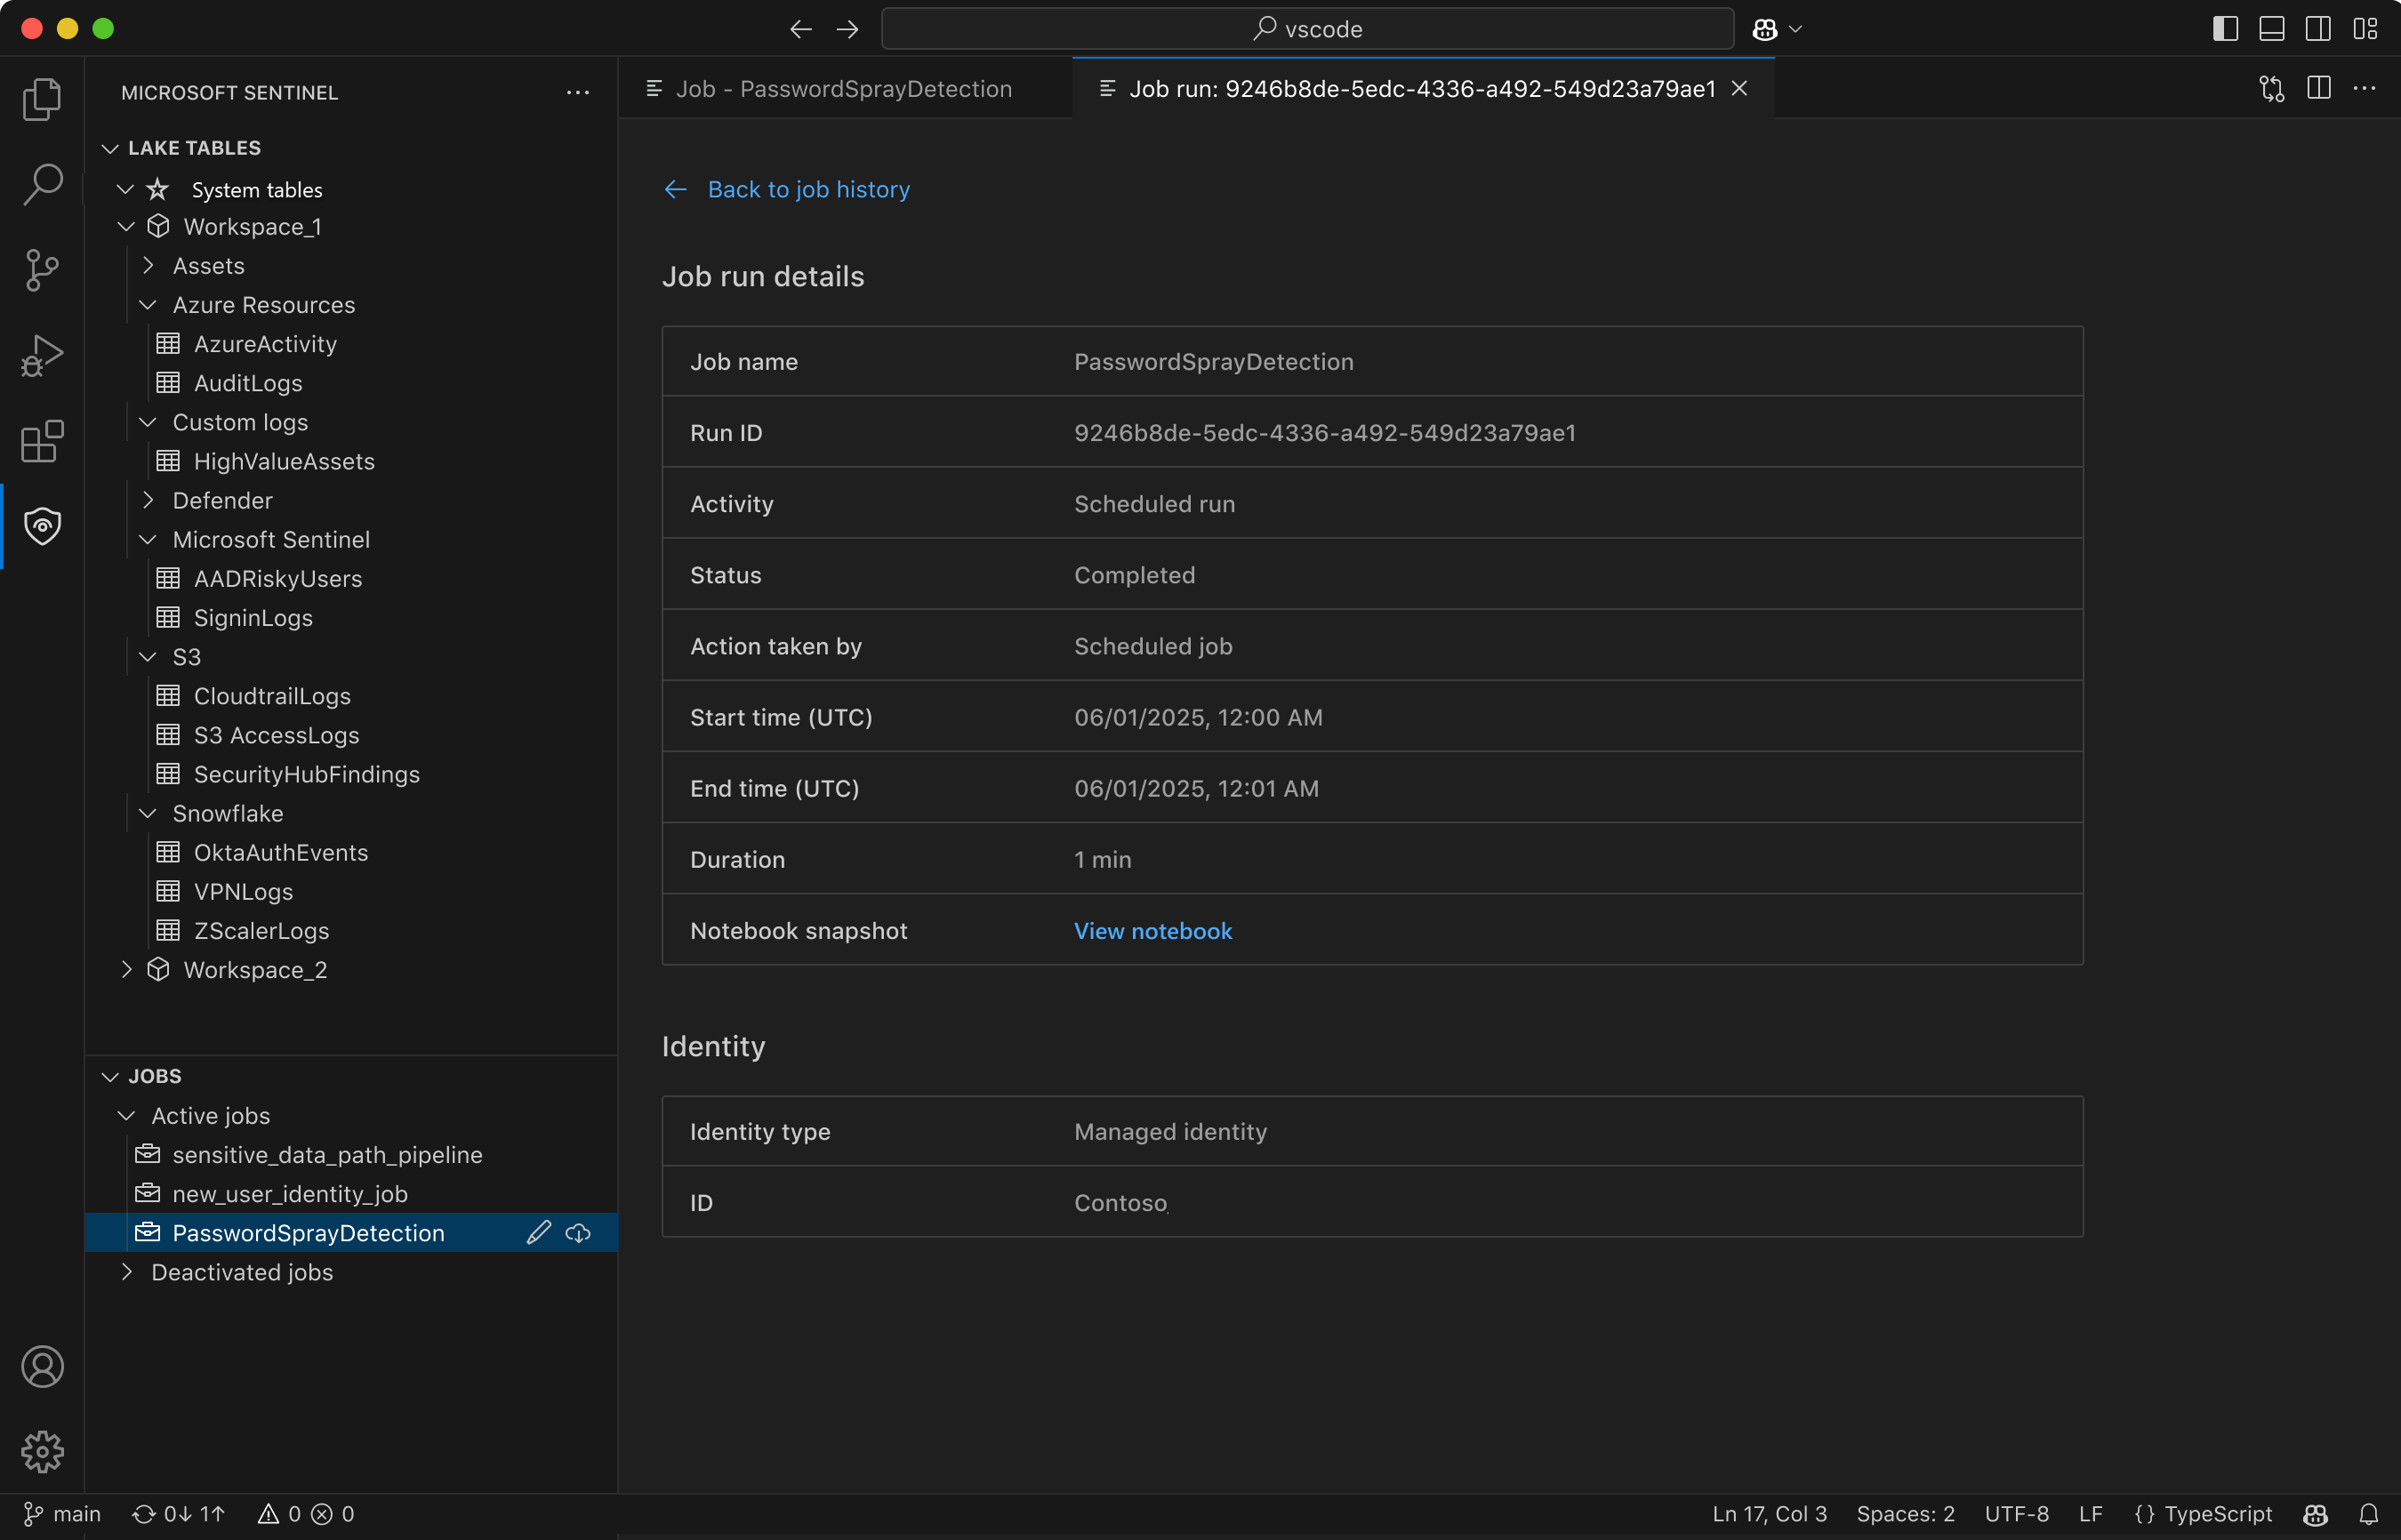 vscode
MICROSOFT SENTINEL
LAKE TABLES
System tables
Workspace_1
Assets
Azure Resources
AzureActivity
AuditLogs
Custom logs
HighValueAssets
Defender
Microsoft Sentinel
AADRiskyUsers
SigninLogs
S3
CloudtrailLogs
S3 AccessLogs
SecurityHubFindings
Snowflake
OktaAuthEvents
VPNLogs
ZScalerLogs
Workspace_2
JOBS
Active jobs
sensitive_data_path_pipeline
new_user_identity_job
PasswordSprayDetection
Deactivated jobs
Job - PasswordSprayDetection
Job run: 9246b8de-5edc-4336-a492-549d23a79ae1
Back to job history
Job run details
Job name PasswordSprayDetection
Run ID 9246b8de-5edc-4336-a492-549d23a79ae1
Activity Scheduled run
Status Completed
Action taken by Scheduled job
Start time (UTC) 06/01/2025, 12:00 AM
End time (UTC) 06/01/2025, 12:01 AM
Duration 1 min
Notebook snapshot View notebook
Identity
Identity type Managed identity
ID Contoso
main 0↓ 1↑ 0 0 Ln 17, Col 3 Spaces: 2 UTF-8 LF {} TypeScript